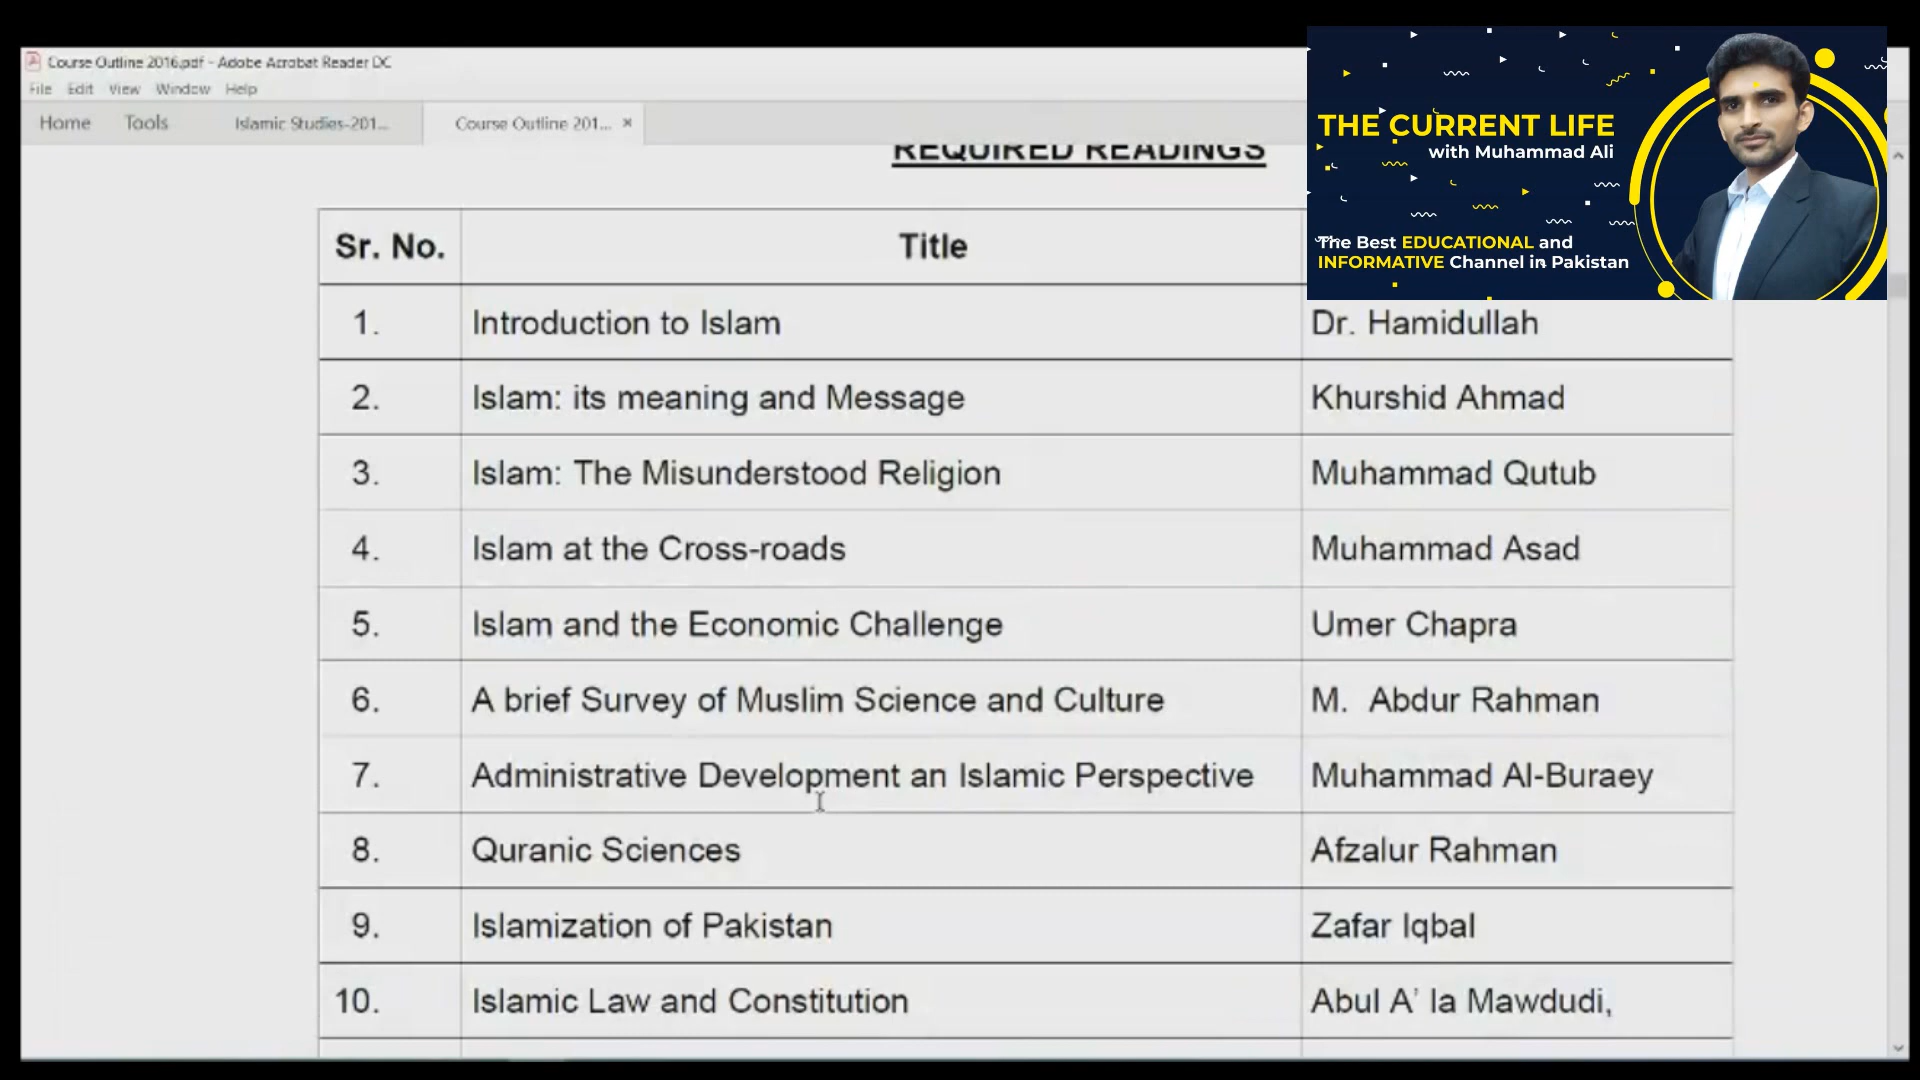 Course Outline 2016.pdf - Adobe Acrobat Reader DC
File Edit View Window Help
Home Tools Islamic Studies-201... Course Outline 201... ×
THE CURRENT LIFE
with Muhammad Ali
The Best EDUCATIONAL and
INFORMATIVE Channel in Pakistan
REQUIRED READINGS
Sr. No. Title
1. Introduction to Islam Dr. Hamidullah
2. Islam: its meaning and Message Khurshid Ahmad
3. Islam: The Misunderstood Religion Muhammad Qutub
4. Islam at the Cross-roads Muhammad Asad
5. Islam and the Economic Challenge Umer Chapra
6. A brief Survey of Muslim Science and Culture M. Abdur Rahman
7. Administrative Development an Islamic Perspective Muhammad Al-Buraey
8. Quranic Sciences Afzalur Rahman
9. Islamization of Pakistan Zafar Iqbal
10. Islamic Law and Constitution Abul A' la Mawdudi,